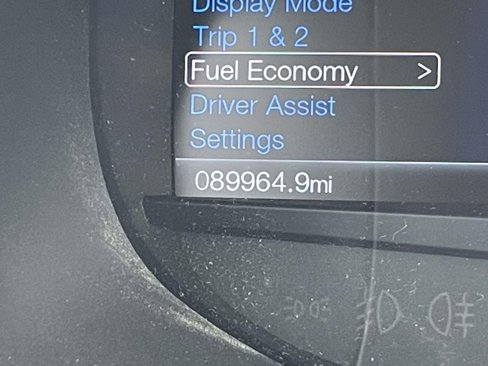 Display Mode
Trip 1 & 2
Fuel Economy >
Driver Assist
Settings
089964.9mi